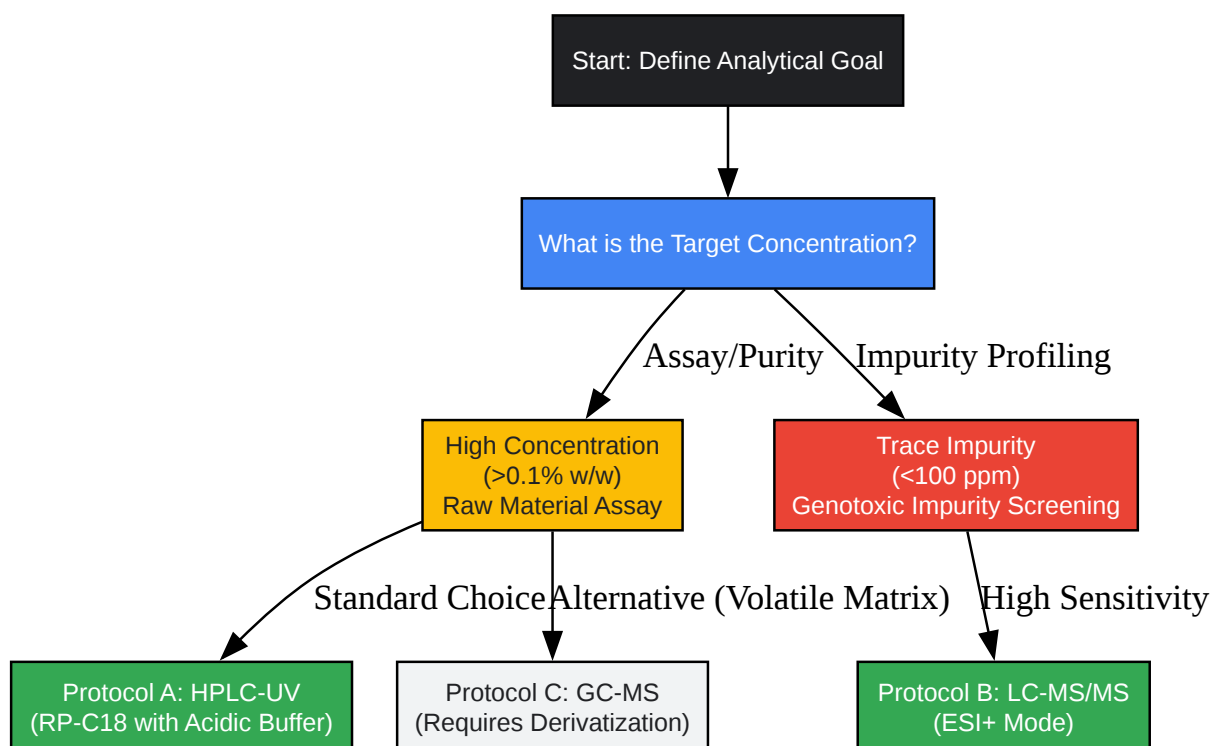 Start: Define Analytical Goal
What is the Target Concentration?
Assay/Purity
Impurity Profiling
High Concentration
(>0.1% w/w)
Raw Material Assay
Trace Impurity
(<100 ppm)
Genotoxic Impurity Screening
Standard Choice
Alternative (Volatile Matrix)
High Sensitivity
Protocol A: HPLC-UV
(RP-C18 with Acidic Buffer)
Protocol C: GC-MS
(Requires Derivatization)
Protocol B: LC-MS/MS
(ESI+ Mode)